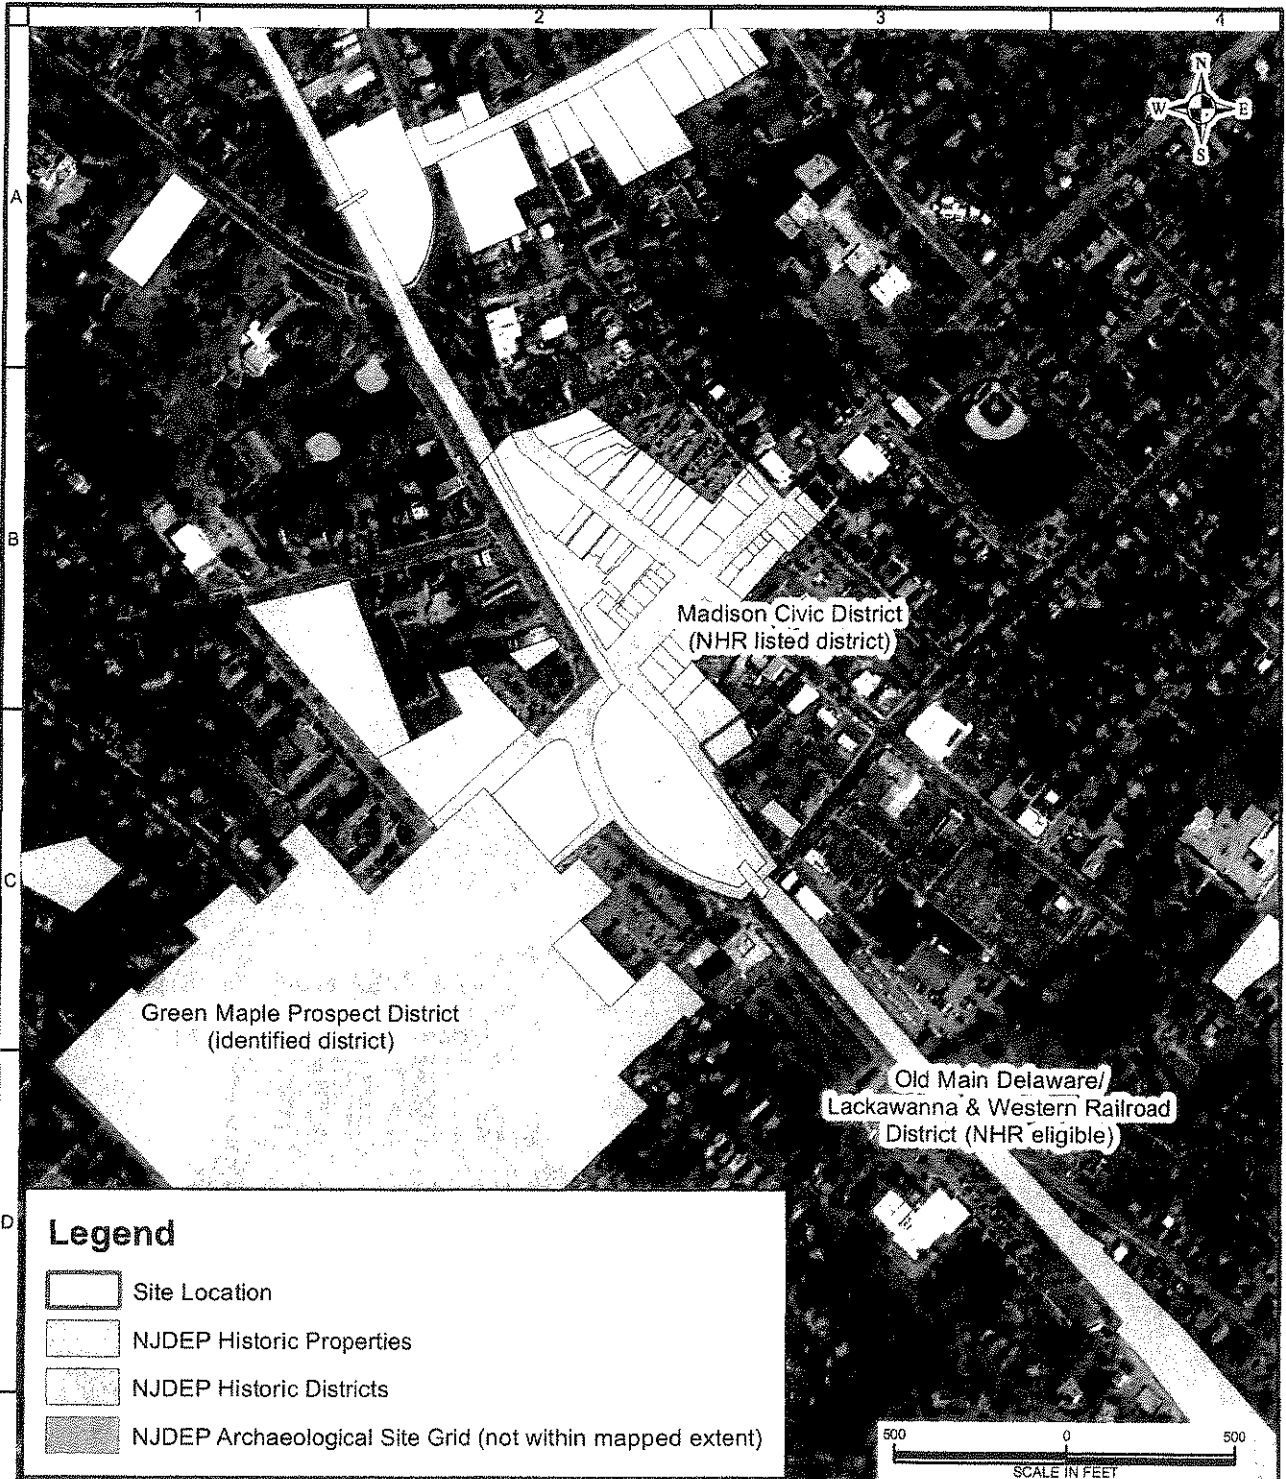 1
2
3
4
N
W
E
S
A
B
C
D
Madison Civic District
(NHR listed district)
Green Maple Prospect District
(identified district)
Old Main Delaware/
Lackawanna & Western Railroad
District (NHR eligible)
Legend
Site Location
NJDEP Historic Properties
NJDEP Historic Districts
NJDEP Archaeological Site Grid (not within mapped extent)
500
0
500
SCALE IN FEET